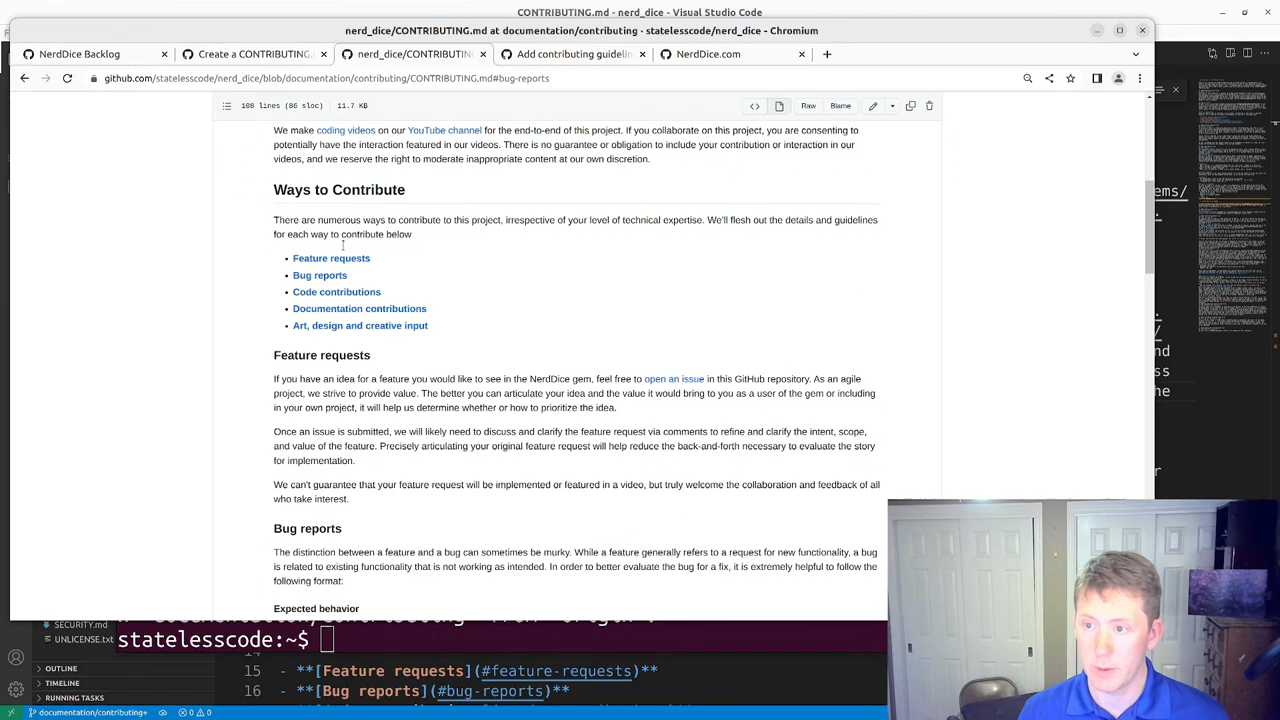 CONTRIBUTING.md - nerd_dice - Visual Studio Code
nerd_dice/CONTRIBUTING.md at documentation/contributing · statelesscode/nerd_dice - Chromium
NerdDice Backlog
Create a CONTRIBUTING.
nerd_dice/CONTRIBUTIN
Add contributing guidelin
NerdDice.com
github.com/statelesscode/nerd_dice/blob/documentation/contributing/CONTRIBUTING.md#bug-reports
108 lines (86 sloc)
11.7 KB
Raw
Blame
We make coding videos on our YouTube channel for the end-to-end of this project. If you collaborate on this project, you are consenting to
potentially have the interaction featured in our videos. There is no guarantee or obligation to include your contribution or interaction in our
videos, and we reserve the right to moderate inappropriate content at our own discretion.
Ways to Contribute
There are numerous ways to contribute to this project, irrespective of your level of technical expertise. We'll flesh out the details and guidelines
for each way to contribute below
• Feature requests
• Bug reports
• Code contributions
• Documentation contributions
• Art, design and creative input
Feature requests
If you have an idea for a feature you would like to see in the NerdDice gem, feel free to open an issue in this GitHub repository. As an agile
project, we strive to provide value. The better you can articulate your idea and the value it would bring to you as a user of the gem or including
in your own project, it will help us determine whether or how to prioritize the idea.
Once an issue is submitted, we will likely need to discuss and clarify the feature request via comments to refine and clarify the intent, scope,
and value of the feature. Precisely articulating your original feature request will help reduce the back-and-forth necessary to evaluate the story
for implementation.
We can't guarantee that your feature request will be implemented or featured in a video, but truly welcome the collaboration and feedback of all
who take interest.
Bug reports
The distinction between a feature and a bug can sometimes be murky. While a feature generally refers to a request for new functionality, a bug
is related to existing functionality that is not working as intended. In order to better evaluate the bug for a fix, it is extremely helpful to follow the
following format:
Expected behavior
ems/
nd
ss
the
r
SECURITY.md
UNLICENSE.txt
statelesscode:~$
OUTLINE
TIMELINE
RUNNING TASKS
15 - **[Feature requests](#feature-requests)**
16 - **[Bug reports](#bug-reports)**
documentation/contributing+
0
0